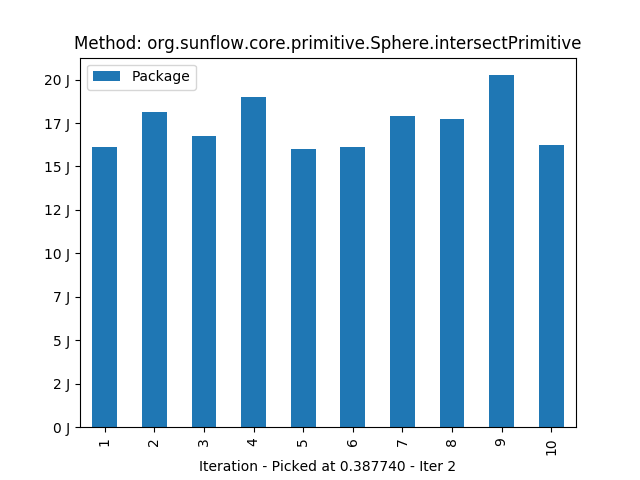 Method: org.sunflow.core.primitive.Sphere.intersectPrimitive
Package
20 J
17 J
15 J
12 J
10 J
7 J
5 J
2 J
0 J
1 2 3 4 5 6 7 8 9 10
Iteration - Picked at 0.387740 - Iter 2